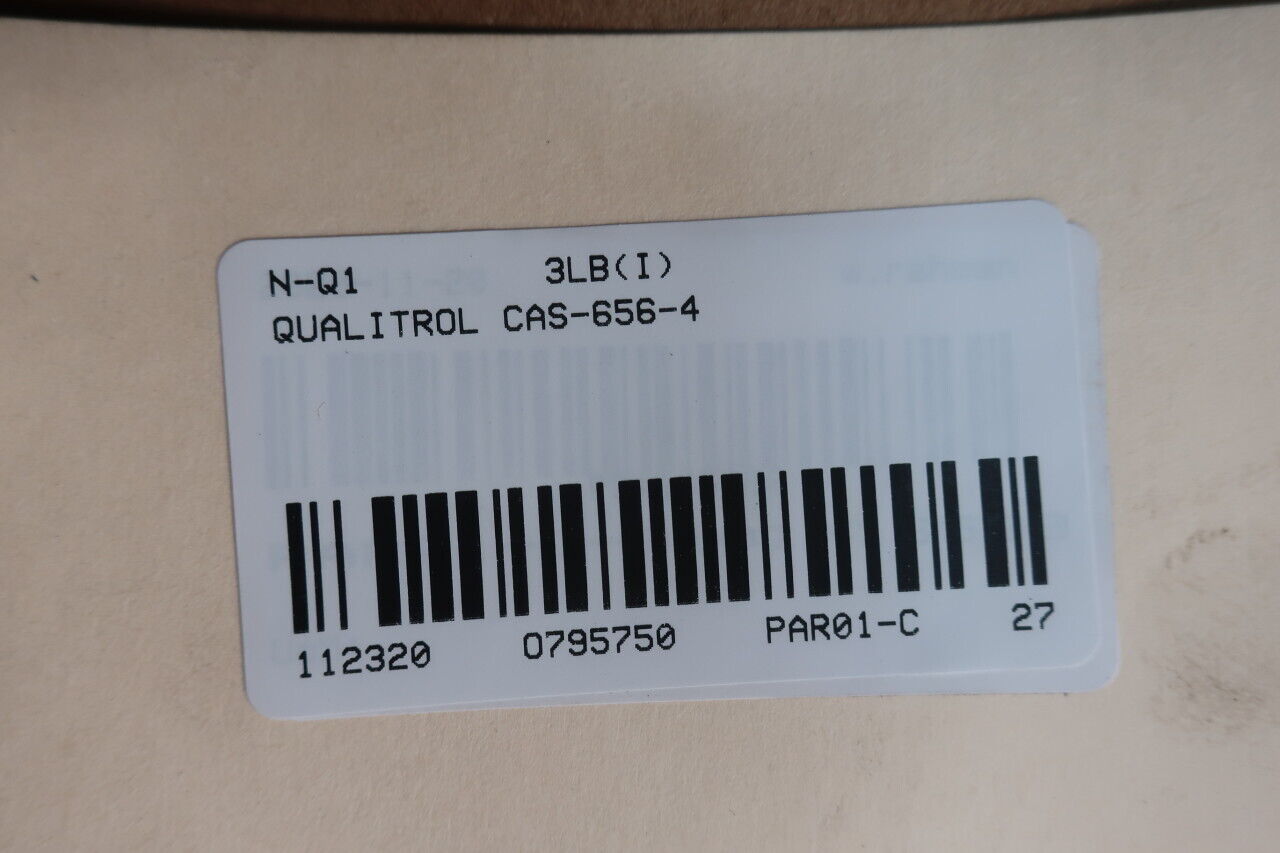 N-Q1 3LB(I)
QUALITROL CAS-656-4
112320 0795750 PAR01-C 27